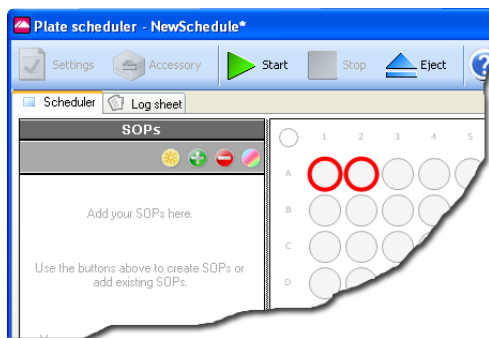 Plate scheduler - NewSchedule*
Settings Accessory Start Stop Eject ?
Scheduler Log sheet
SOPs
1 2 3 4 5
A
Add your SOPs here.
B
Use the buttons above to create SOPs or
add existing SOPs.
C
D